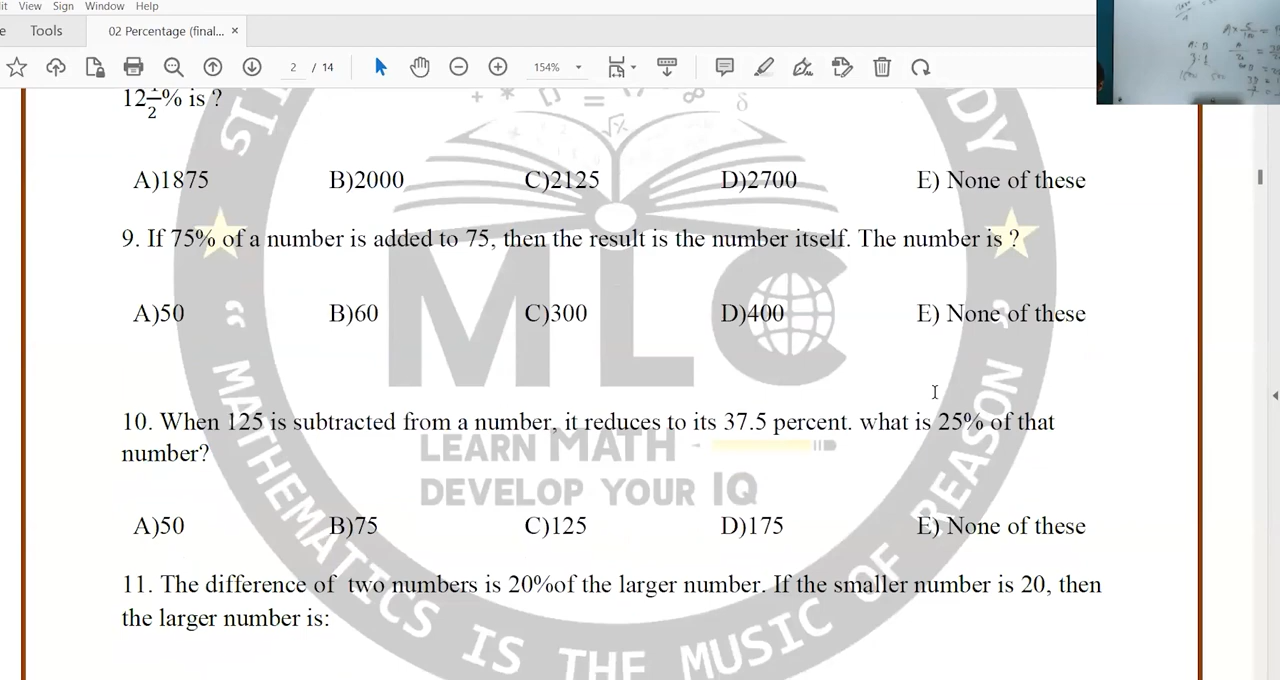 it View Sign Window Help
e Tools 02 Percentage (final... ×
2 / 14 154%
12½% is ?
A)1875 B)2000 C)2125 D)2700 E) None of these
9. If 75% of a number is added to 75, then the result is the number itself. The number is ?
A)50 B)60 C)300 D)400 E) None of these
MLC
10. When 125 is subtracted from a number, it reduces to its 37.5 percent. what is 25% of that
number?
LEARN MATH -
DEVELOP YOUR IQ
A)50 B)75 C)125 D)175 E) None of these
11. The difference of two numbers is 20%of the larger number. If the smaller number is 20, then
the larger number is:
“ MATHEMATICS IS THE MUSIC OF REASON ”